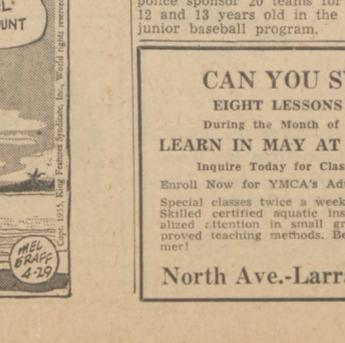 EL
UNT
Copr. 1955, King Features Syndicate, Inc., World rights reserved
MEL
GRAFF
4-29
police sponsor 20 teams for
12 and 13 years old in the
junior baseball program.
CAN YOU S
EIGHT LESSONS
During the Month of
LEARN IN MAY AT
Inquire Today for Clas
Enroll Now for YMCA's Ad
Special classes twice a week
Skilled certified aquatic ins
alized attention in small gr
proved teaching methods. Be
mer!
North Ave.-Larr